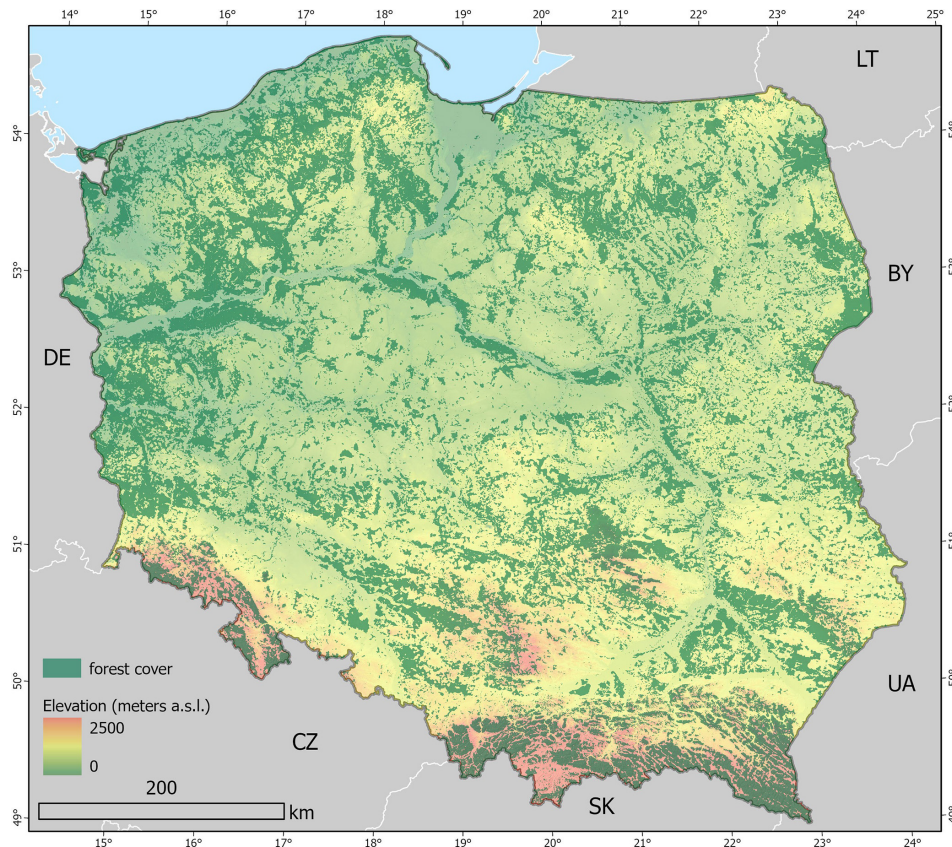 14° 15° 16° 17° 18° 19° 20° 21° 22° 23° 24° 25°
LT
54°
53°
BY
DE
52°
51°
forest cover
50°
UA
Elevation (meters a.s.l.)
2500
CZ
0
200
SK
km
49°
15° 16° 17° 18° 19° 20° 21° 22° 23° 24°